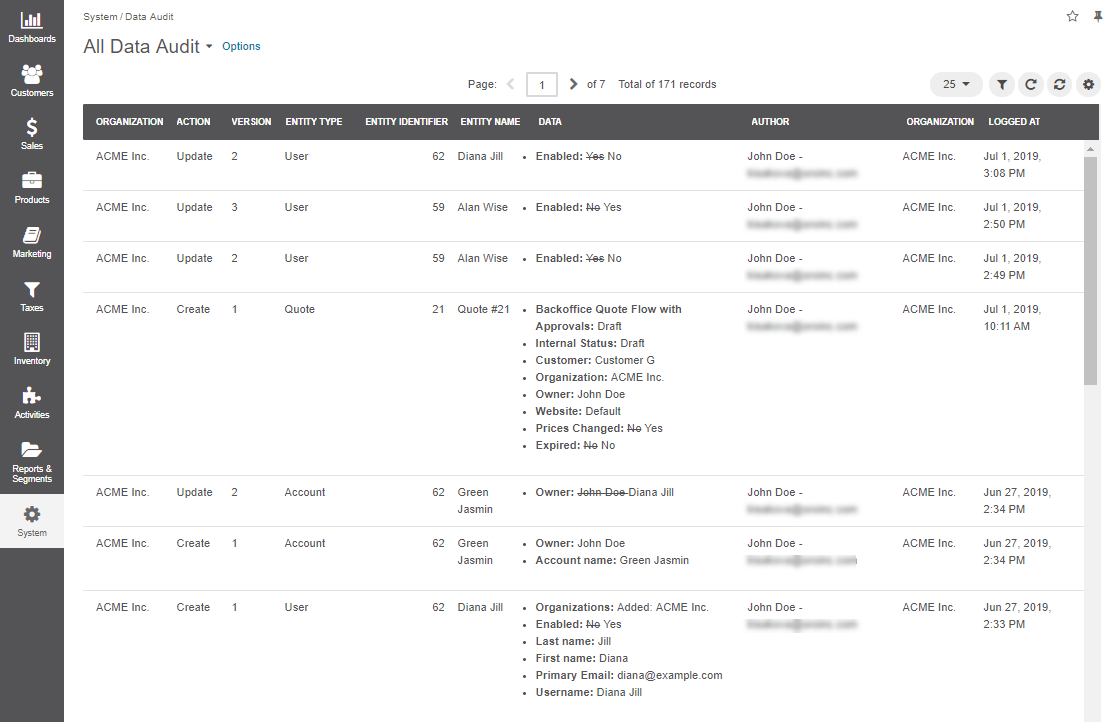 Dashboards
Customers
Sales
Products
Marketing
Taxes
Inventory
Activities
Reports &
Segments
System
System / Data Audit
All Data Audit Options
Page: 1 of 7 Total of 171 records 25
ORGANIZATION ACTION VERSION ENTITY TYPE ENTITY IDENTIFIER ENTITY NAME DATA AUTHOR ORGANIZATION LOGGED AT
ACME Inc. Update 2 User 62 Diana Jill • Enabled: Yes No John Doe - ACME Inc. Jul 1, 2019,
3:08 PM
ACME Inc. Update 3 User 59 Alan Wise • Enabled: No Yes John Doe - ACME Inc. Jul 1, 2019,
2:50 PM
ACME Inc. Update 2 User 59 Alan Wise • Enabled: Yes No John Doe - ACME Inc. Jul 1, 2019,
2:49 PM
ACME Inc. Create 1 Quote 21 Quote #21 • Backoffice Quote Flow with John Doe - ACME Inc. Jul 1, 2019,
Approvals: Draft 10:11 AM
• Internal Status: Draft
• Customer: Customer G
• Organization: ACME Inc.
• Owner: John Doe
• Website: Default
• Prices Changed: No Yes
• Expired: No No
ACME Inc. Update 2 Account 62 Green • Owner: John Doe Diana Jill John Doe - ACME Inc. Jun 27, 2019,
Jasmin 2:34 PM
ACME Inc. Create 1 Account 62 Green • Owner: John Doe John Doe - ACME Inc. Jun 27, 2019,
Jasmin • Account name: Green Jasmin 2:34 PM
ACME Inc. Create 1 User 62 Diana Jill • Organizations: Added: ACME Inc. John Doe - ACME Inc. Jun 27, 2019,
• Enabled: No Yes 2:33 PM
• Last name: Jill
• First name: Diana
• Primary Email: diana@example.com
• Username: Diana Jill